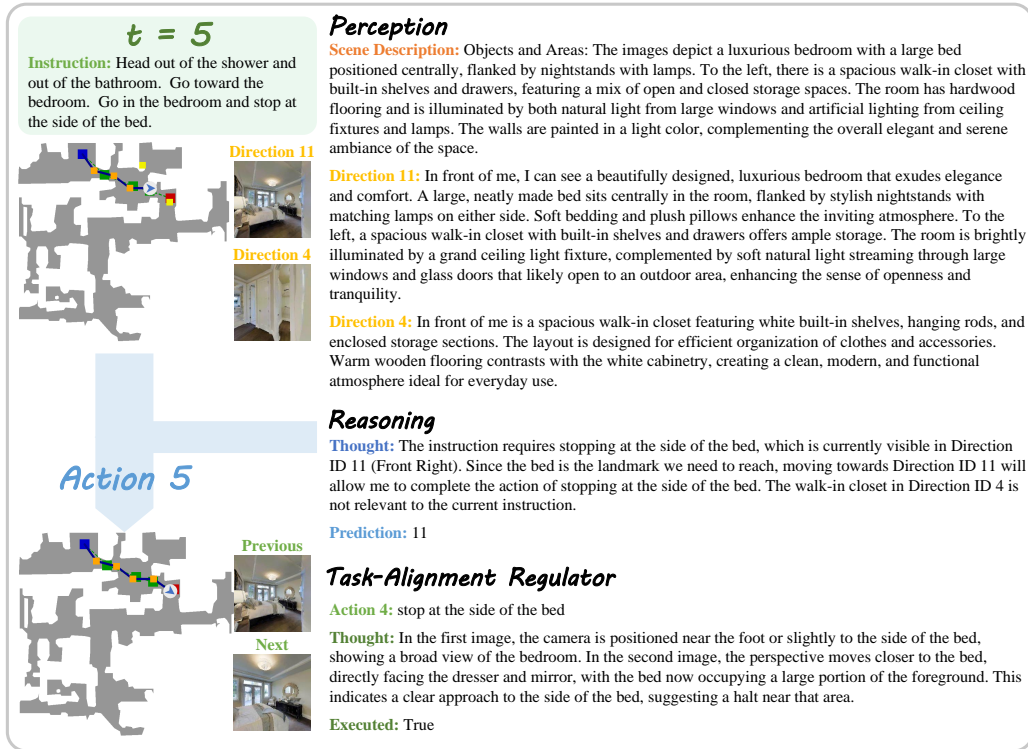 t = 5
Instruction: Head out of the shower and
out of the bathroom. Go toward the
bedroom. Go in the bedroom and stop at
the side of the bed.
Direction 11
Direction 4
Action 5
Previous
Next
Perception
Scene Description: Objects and Areas: The images depict a luxurious bedroom with a large bed
positioned centrally, flanked by nightstands with lamps. To the left, there is a spacious walk-in closet with
built-in shelves and drawers, featuring a mix of open and closed storage spaces. The room has hardwood
flooring and is illuminated by both natural light from large windows and artificial lighting from ceiling
fixtures and lamps. The walls are painted in a light color, complementing the overall elegant and serene
ambiance of the space.
Direction 11: In front of me, I can see a beautifully designed, luxurious bedroom that exudes elegance
and comfort. A large, neatly made bed sits centrally in the room, flanked by stylish nightstands with
matching lamps on either side. Soft bedding and plush pillows enhance the inviting atmosphere. To the
left, a spacious walk-in closet with built-in shelves and drawers offers ample storage. The room is brightly
illuminated by a grand ceiling light fixture, complemented by soft natural light streaming through large
windows and glass doors that likely open to an outdoor area, enhancing the sense of openness and
tranquility.
Direction 4: In front of me is a spacious walk-in closet featuring white built-in shelves, hanging rods, and
enclosed storage sections. The layout is designed for efficient organization of clothes and accessories.
Warm wooden flooring contrasts with the white cabinetry, creating a clean, modern, and functional
atmosphere ideal for everyday use.
Reasoning
Thought: The instruction requires stopping at the side of the bed, which is currently visible in Direction
ID 11 (Front Right). Since the bed is the landmark we need to reach, moving towards Direction ID 11 will
allow me to complete the action of stopping at the side of the bed. The walk-in closet in Direction ID 4 is
not relevant to the current instruction.
Prediction: 11
Task-Alignment Regulator
Action 4: stop at the side of the bed
Thought: In the first image, the camera is positioned near the foot or slightly to the side of the bed,
showing a broad view of the bedroom. In the second image, the perspective moves closer to the bed,
directly facing the dresser and mirror, with the bed now occupying a large portion of the foreground. This
indicates a clear approach to the side of the bed, suggesting a halt near that area.
Executed: True